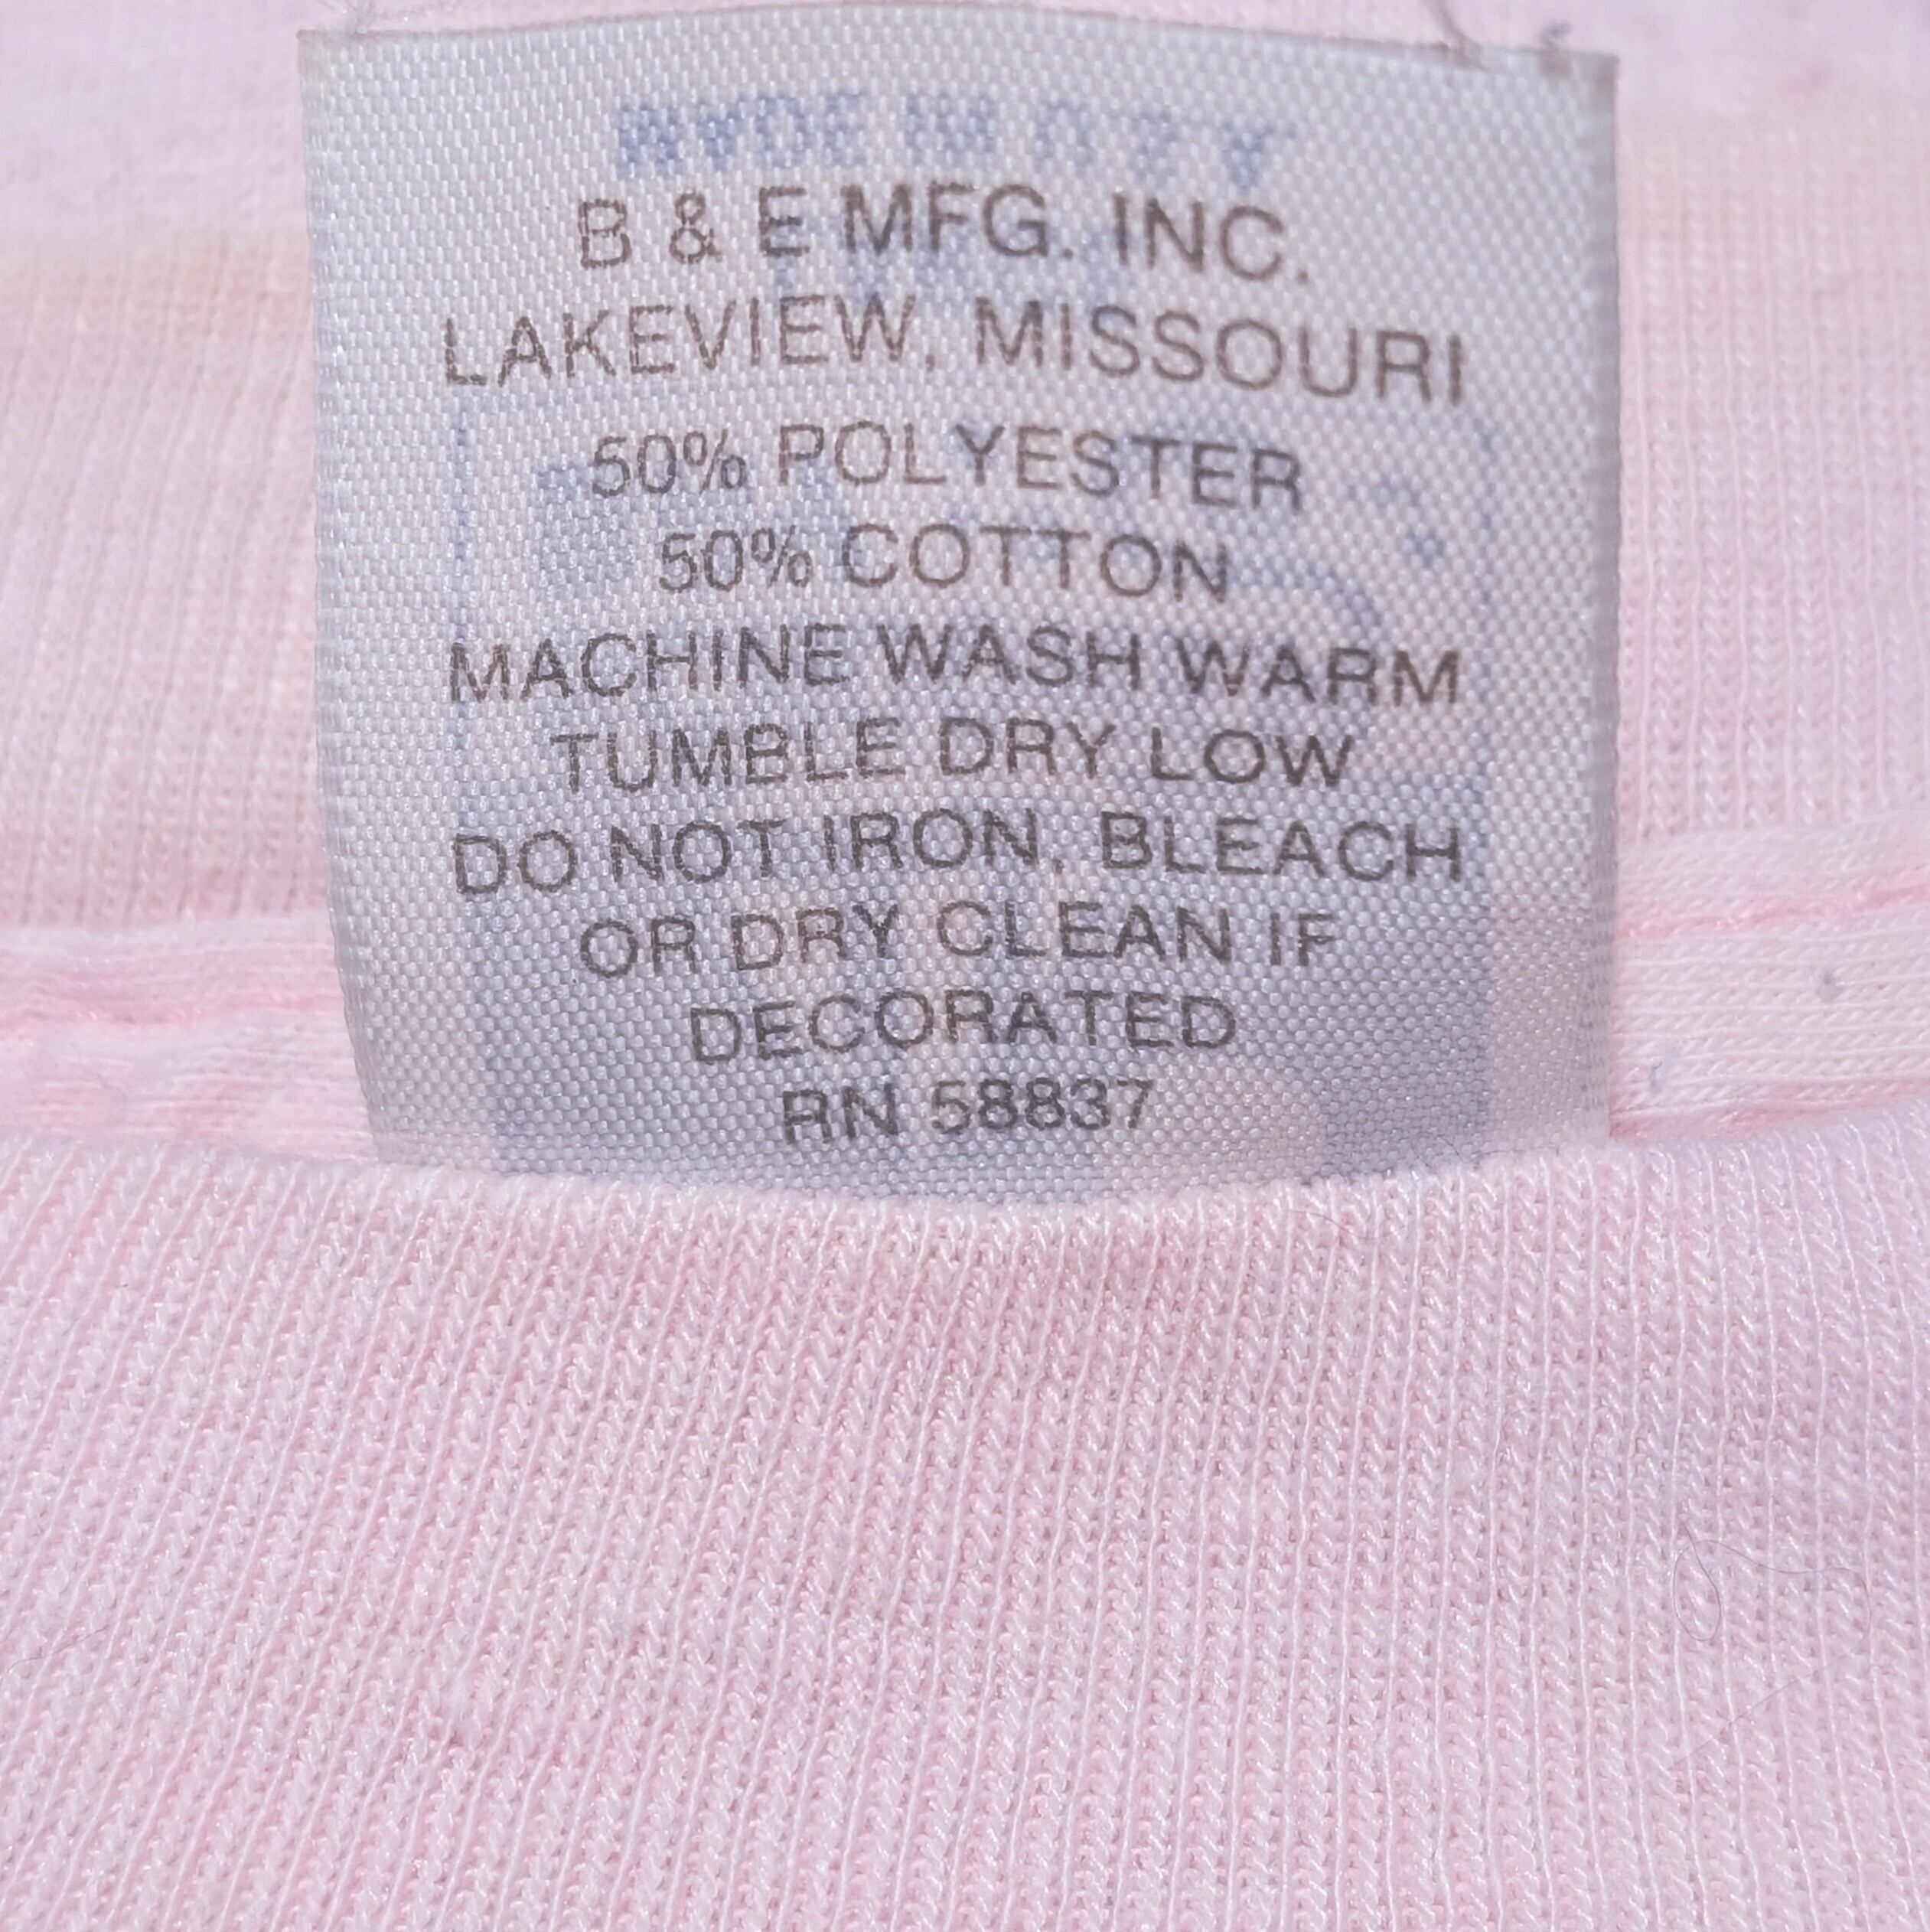 B & E MFG. INC.
LAKEVIEW, MISSOURI
50% POLYESTER
50% COTTON
MACHINE WASH WARM
TUMBLE DRY LOW
DO NOT IRON, BLEACH
OR DRY CLEAN IF
DECORATED
RN 58837